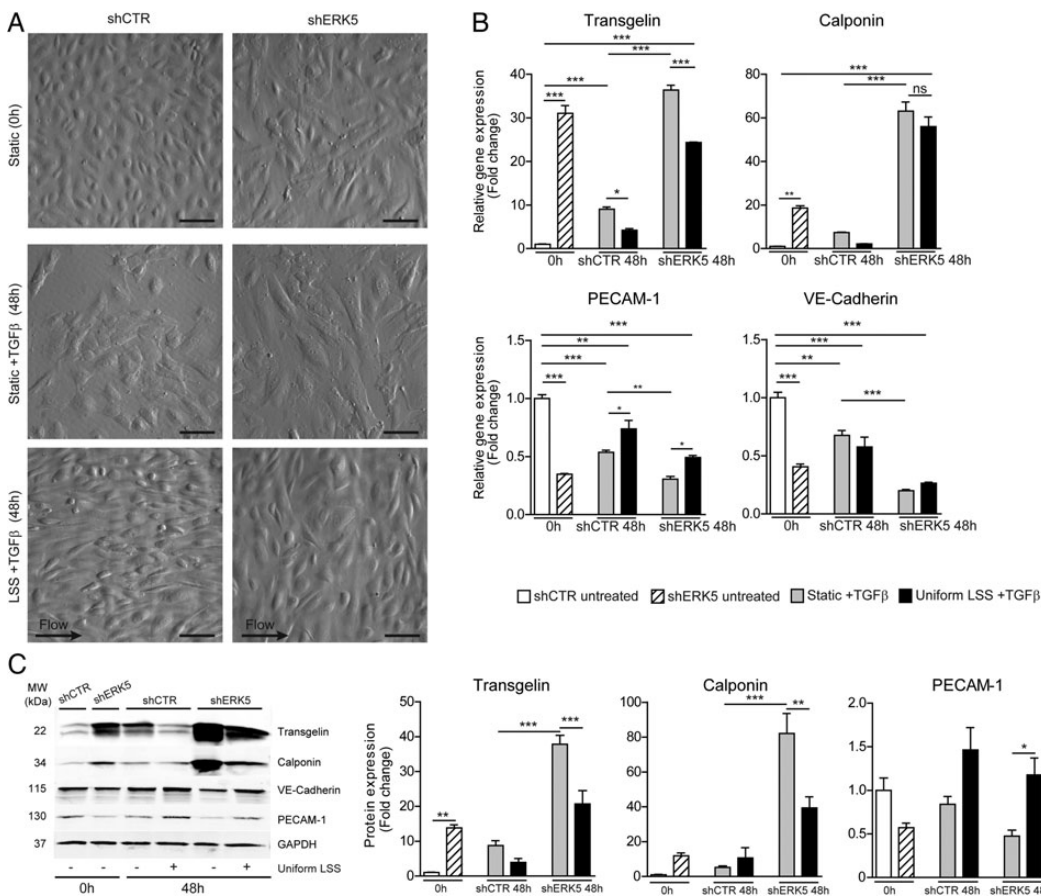 A
shCTR
shERK5
Static (0h)
Static +TGFβ (48h)
LSS +TGFβ (48h)
Flow
Flow
B
Transgelin
Relative gene expression
(Fold change)
40
30
20
10
0
***
***
***
***
***
*
0h
shCTR 48h
shERK5 48h
Calponin
80
60
40
20
0
***
***
ns
**
0h
shCTR 48h
shERK5 48h
PECAM-1
Relative gene expression
(Fold change)
1.5
1.0
0.5
0.0
***
**
***
***
**
*
*
0h
shCTR 48h
shERK5 48h
VE-Cadherin
1.5
1.0
0.5
0.0
***
***
**
***
***
0h
shCTR 48h
shERK5 48h
shCTR untreated
shERK5 untreated
Static +TGFβ
Uniform LSS +TGFβ
C
MW
(kDa)
shCTR
shERK5
shCTR
shERK5
22
Transgelin
34
Calponin
115
VE-Cadherin
130
PECAM-1
37
GAPDH
- - - + - + Uniform LSS
0h
48h
Transgelin
Protein expression
(Fold change)
50
40
30
20
10
0
**
***
***
0h
shCTR 48h
shERK5 48h
Calponin
100
80
60
40
20
0
***
**
0h
shCTR 48h
shERK5 48h
PECAM-1
2.0
1.5
1.0
0.5
0.0
*
0h
shCTR 48h
shERK5 48h